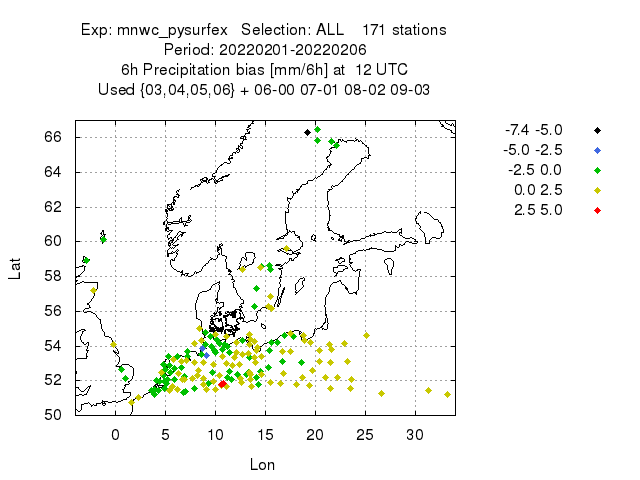 Exp: mnwc_pysurfex   Selection: ALL    171 stations
Period: 20220201-20220206
6h Precipitation bias [mm/6h] at  12 UTC
Used {03,04,05,06} + 06-00 07-01 08-02 09-03
-7.4 -5.0
-5.0 -2.5
-2.5 0.0
0.0 2.5
2.5 5.0
66
64
62
60
58
56
54
52
50
Lat
0 5 10 15 20 25 30
Lon